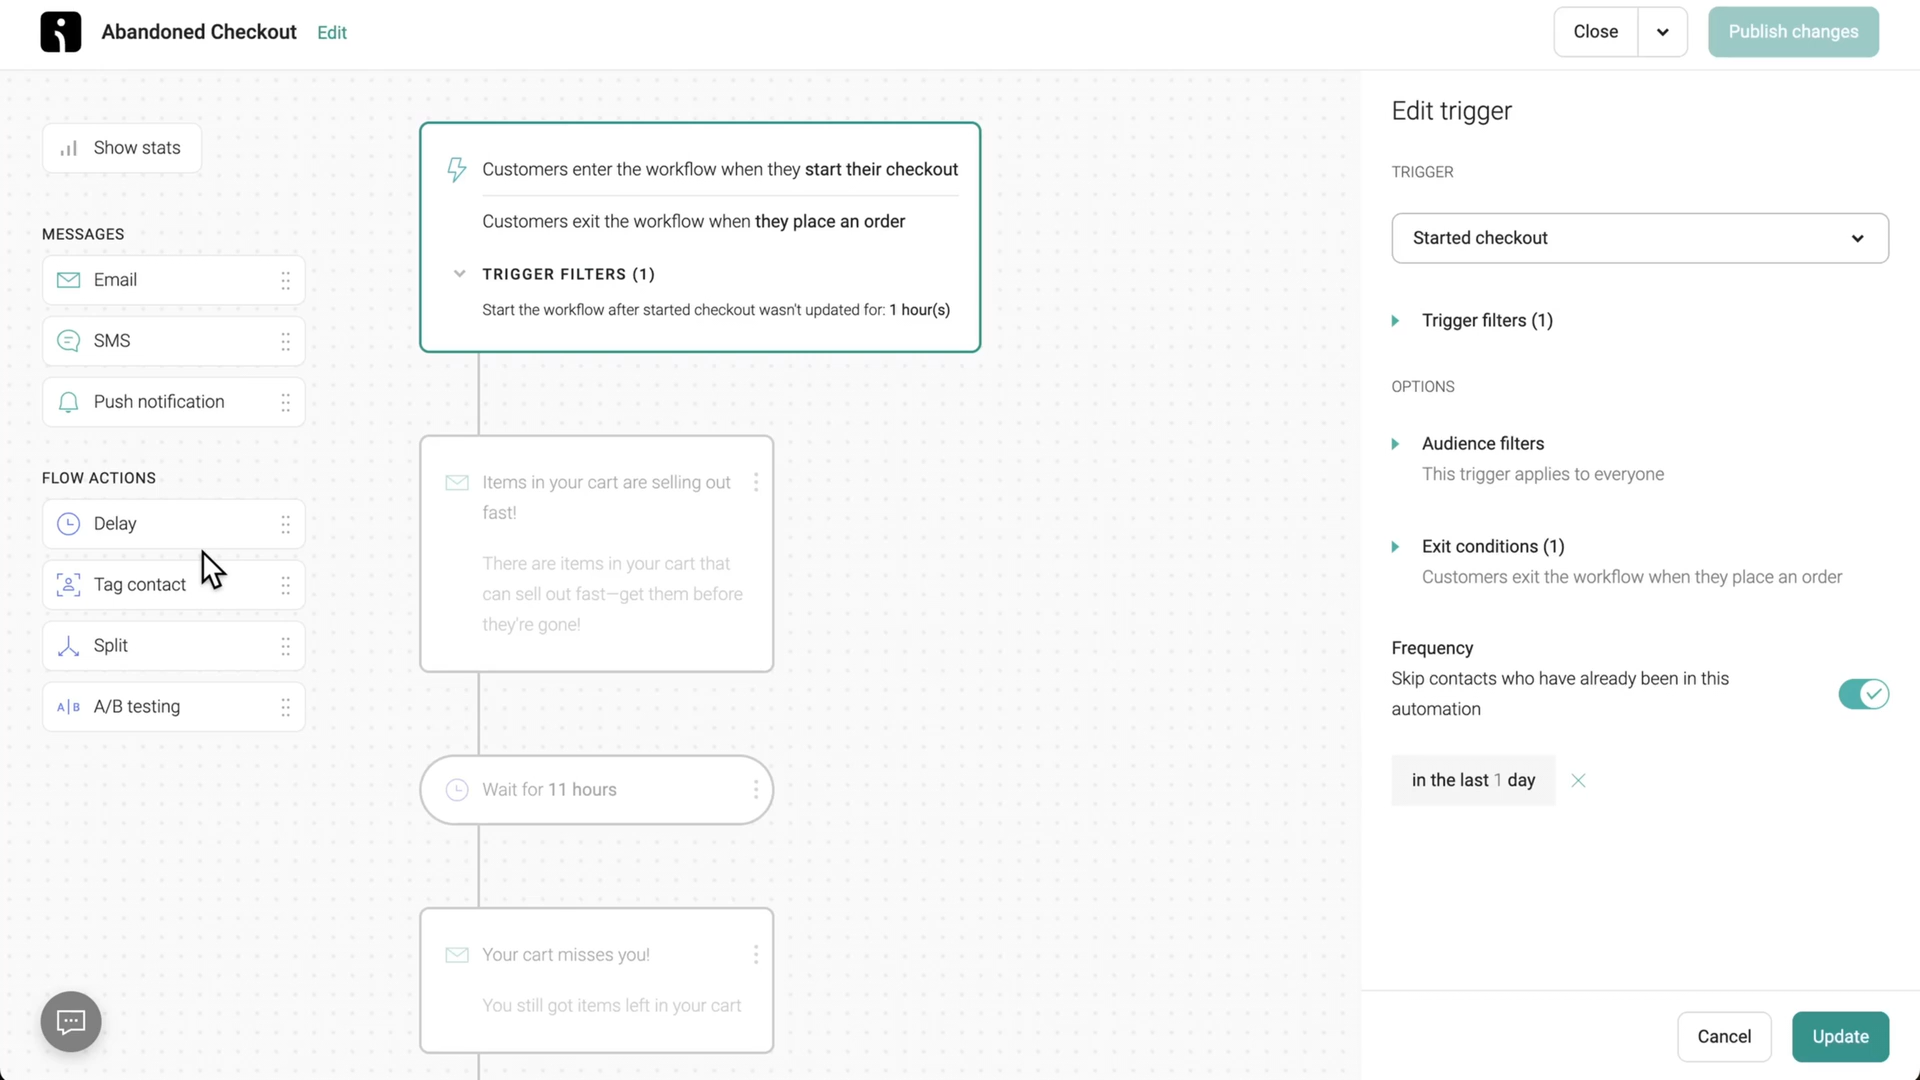 Abandoned Checkout Edit
Close
Publish changes
Show stats
MESSAGES
Email
SMS
Push notification
FLOW ACTIONS
Delay
Tag contact
Split
A|B A/B testing
Customers enter the workflow when they start their checkout
Customers exit the workflow when they place an order
TRIGGER FILTERS (1)
Start the workflow after started checkout wasn't updated for: 1 hour(s)
Items in your cart are selling out
fast!
There are items in your cart that
can sell out fast—get them before
they're gone!
Wait for 11 hours
Your cart misses you!
You still got items left in your cart
Edit trigger
TRIGGER
Started checkout
Trigger filters (1)
OPTIONS
Audience filters
This trigger applies to everyone
Exit conditions (1)
Customers exit the workflow when they place an order
Frequency
Skip contacts who have already been in this
automation
in the last 1 day
Cancel
Update